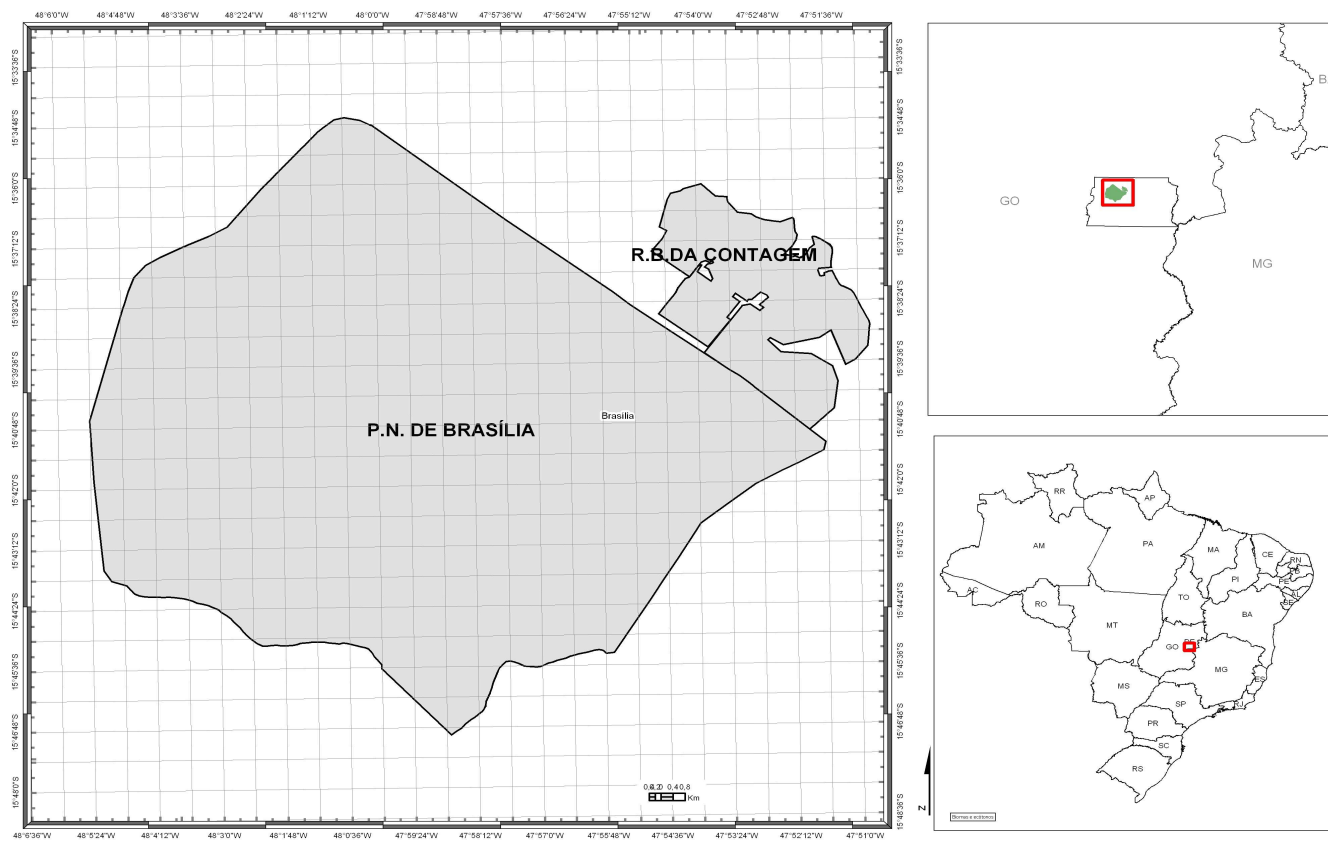 48°6'0"W 48°4'48"W 48°3'36"W 48°2'24"W 48°1'12"W 48°0'0"W 47°58'48"W 47°57'36"W 47°56'24"W 47°55'12"W 47°54'0"W 47°52'48"W 47°51'36"W
15°33'36"S
15°34'48"S
15°36'0"S
15°37'12"S
15°38'24"S
15°39'36"S
15°40'48"S
15°42'0"S
15°43'12"S
15°44'24"S
15°45'36"S
15°46'48"S
15°48'0"S
R.B.DA CONTAGEM
Brasília
P.N. DE BRASÍLIA
Km
15°33'36"S
15°34'48"S
15°36'0"S
15°37'12"S
15°38'24"S
15°39'36"S
15°40'48"S
15°42'0"S
15°43'12"S
15°44'24"S
15°45'36"S
15°46'48"S
15°48'36"S
48°6'36"W 48°5'24"W 48°4'12"W 48°3'0"W 48°1'48"W 48°0'36"W 47°59'24"W 47°58'12"W 47°57'0"W 47°55'48"W 47°54'36"W 47°53'24"W 47°52'12"W 47°51'0"W
B
GO
MG
RR
AP
AM
PA
MA
CE
RN
PB
PE
PI
AL
SE
AC
RO
TO
BA
MT
GO
DF
MG
ES
MS
SP
RJ
PR
SC
RS
N
Biomas e ecótonos